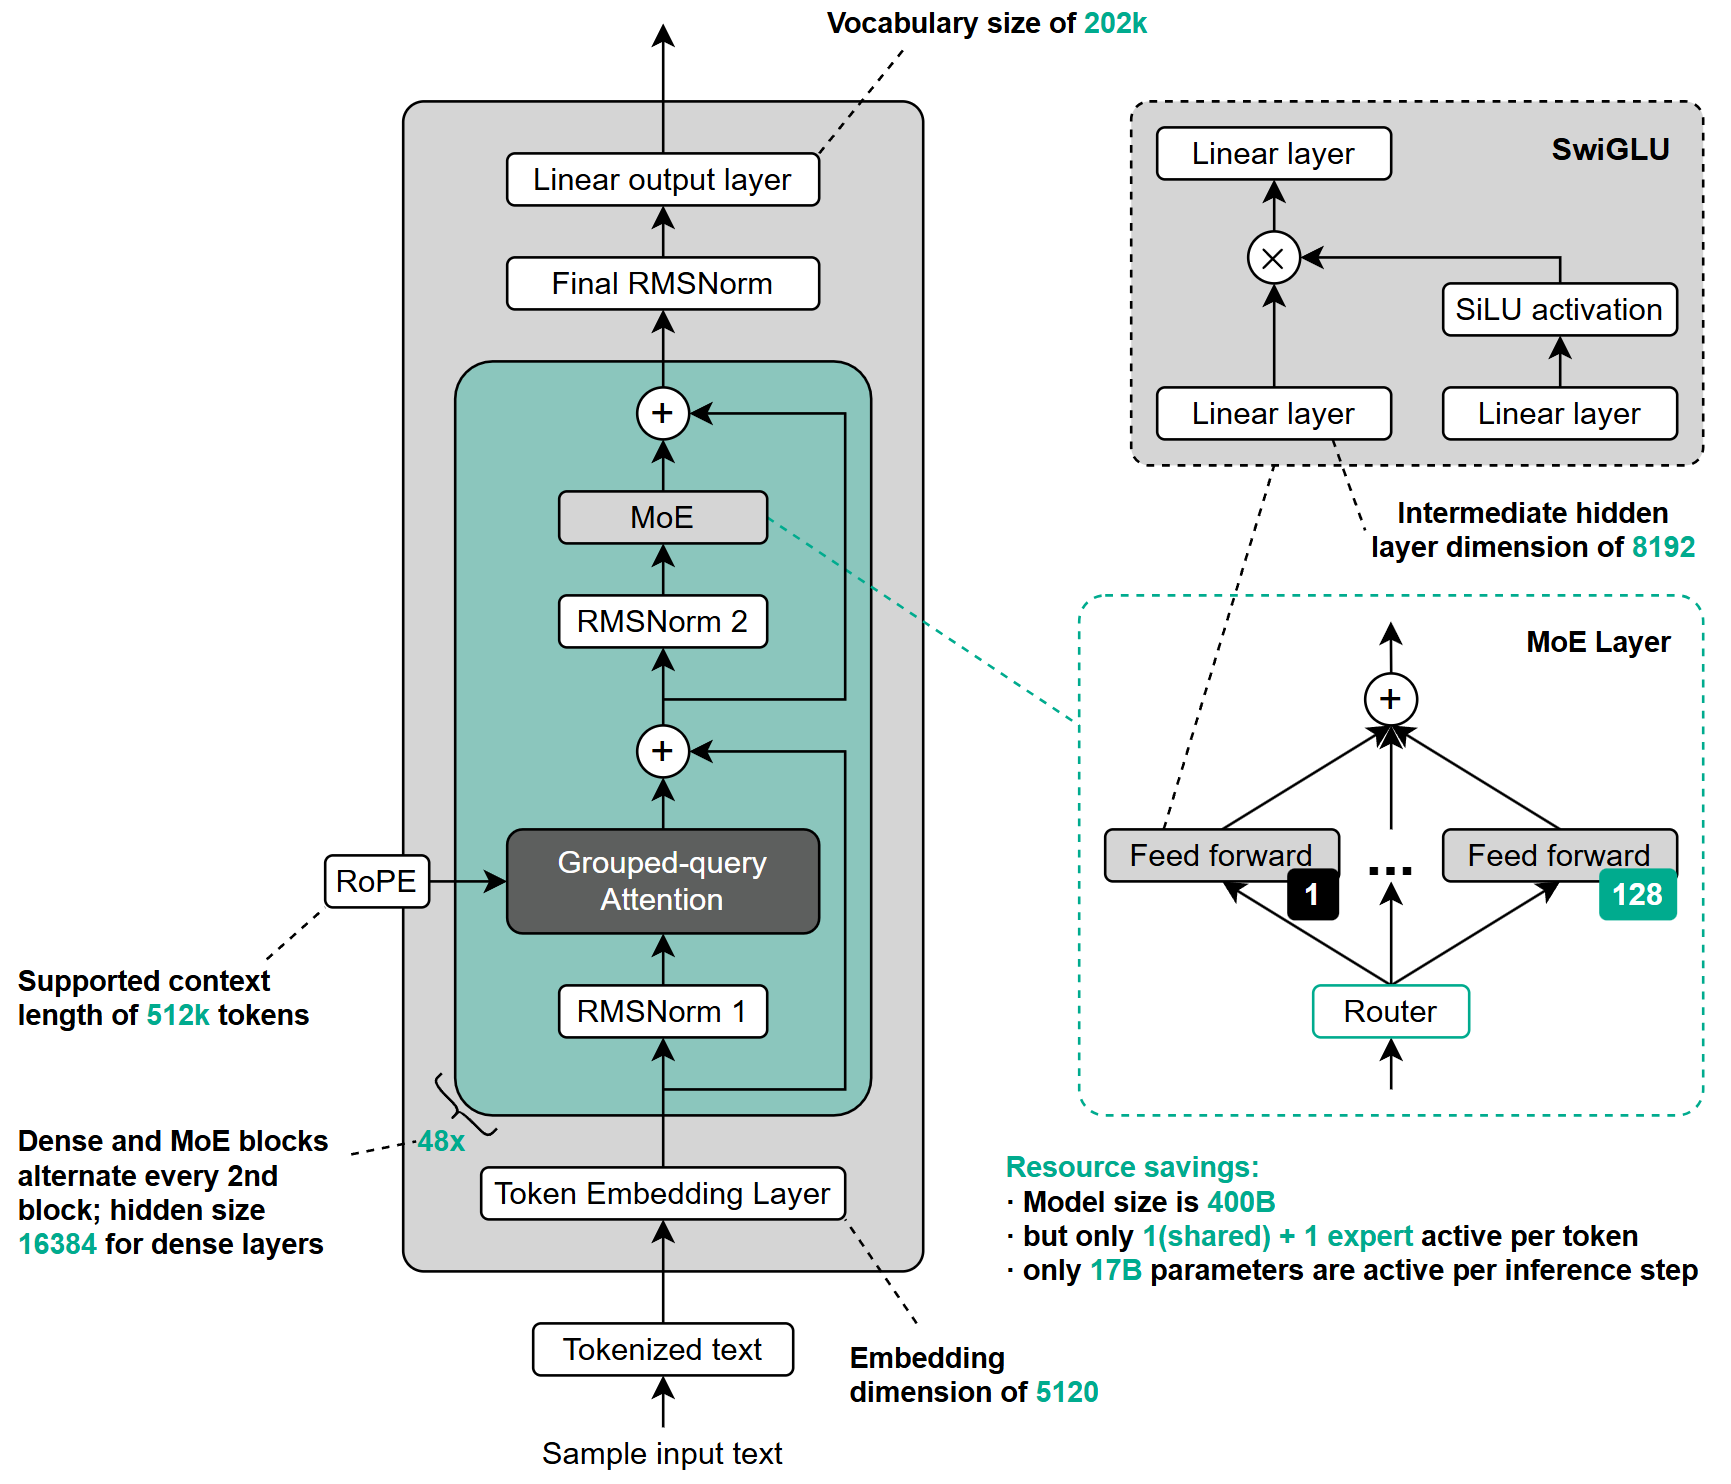 Vocabulary size of 202k
Linear output layer
Final RMSNorm
+
MoE
RMSNorm 2
+
Grouped-query
Attention
RoPE
RMSNorm 1
Supported context
length of 512k tokens
Dense and MoE blocks
alternate every 2nd
block; hidden size
16384 for dense layers
48x
Token Embedding Layer
Tokenized text
Embedding
dimension of 5120
Sample input text
SwiGLU
Linear layer
×
SiLU activation
Linear layer
Linear layer
Intermediate hidden
layer dimension of 8192
MoE Layer
+
Feed forward
1
...
Feed forward
128
Router
Resource savings:
· Model size is 400B
· but only 1(shared) + 1 expert active per token
· only 17B parameters are active per inference step